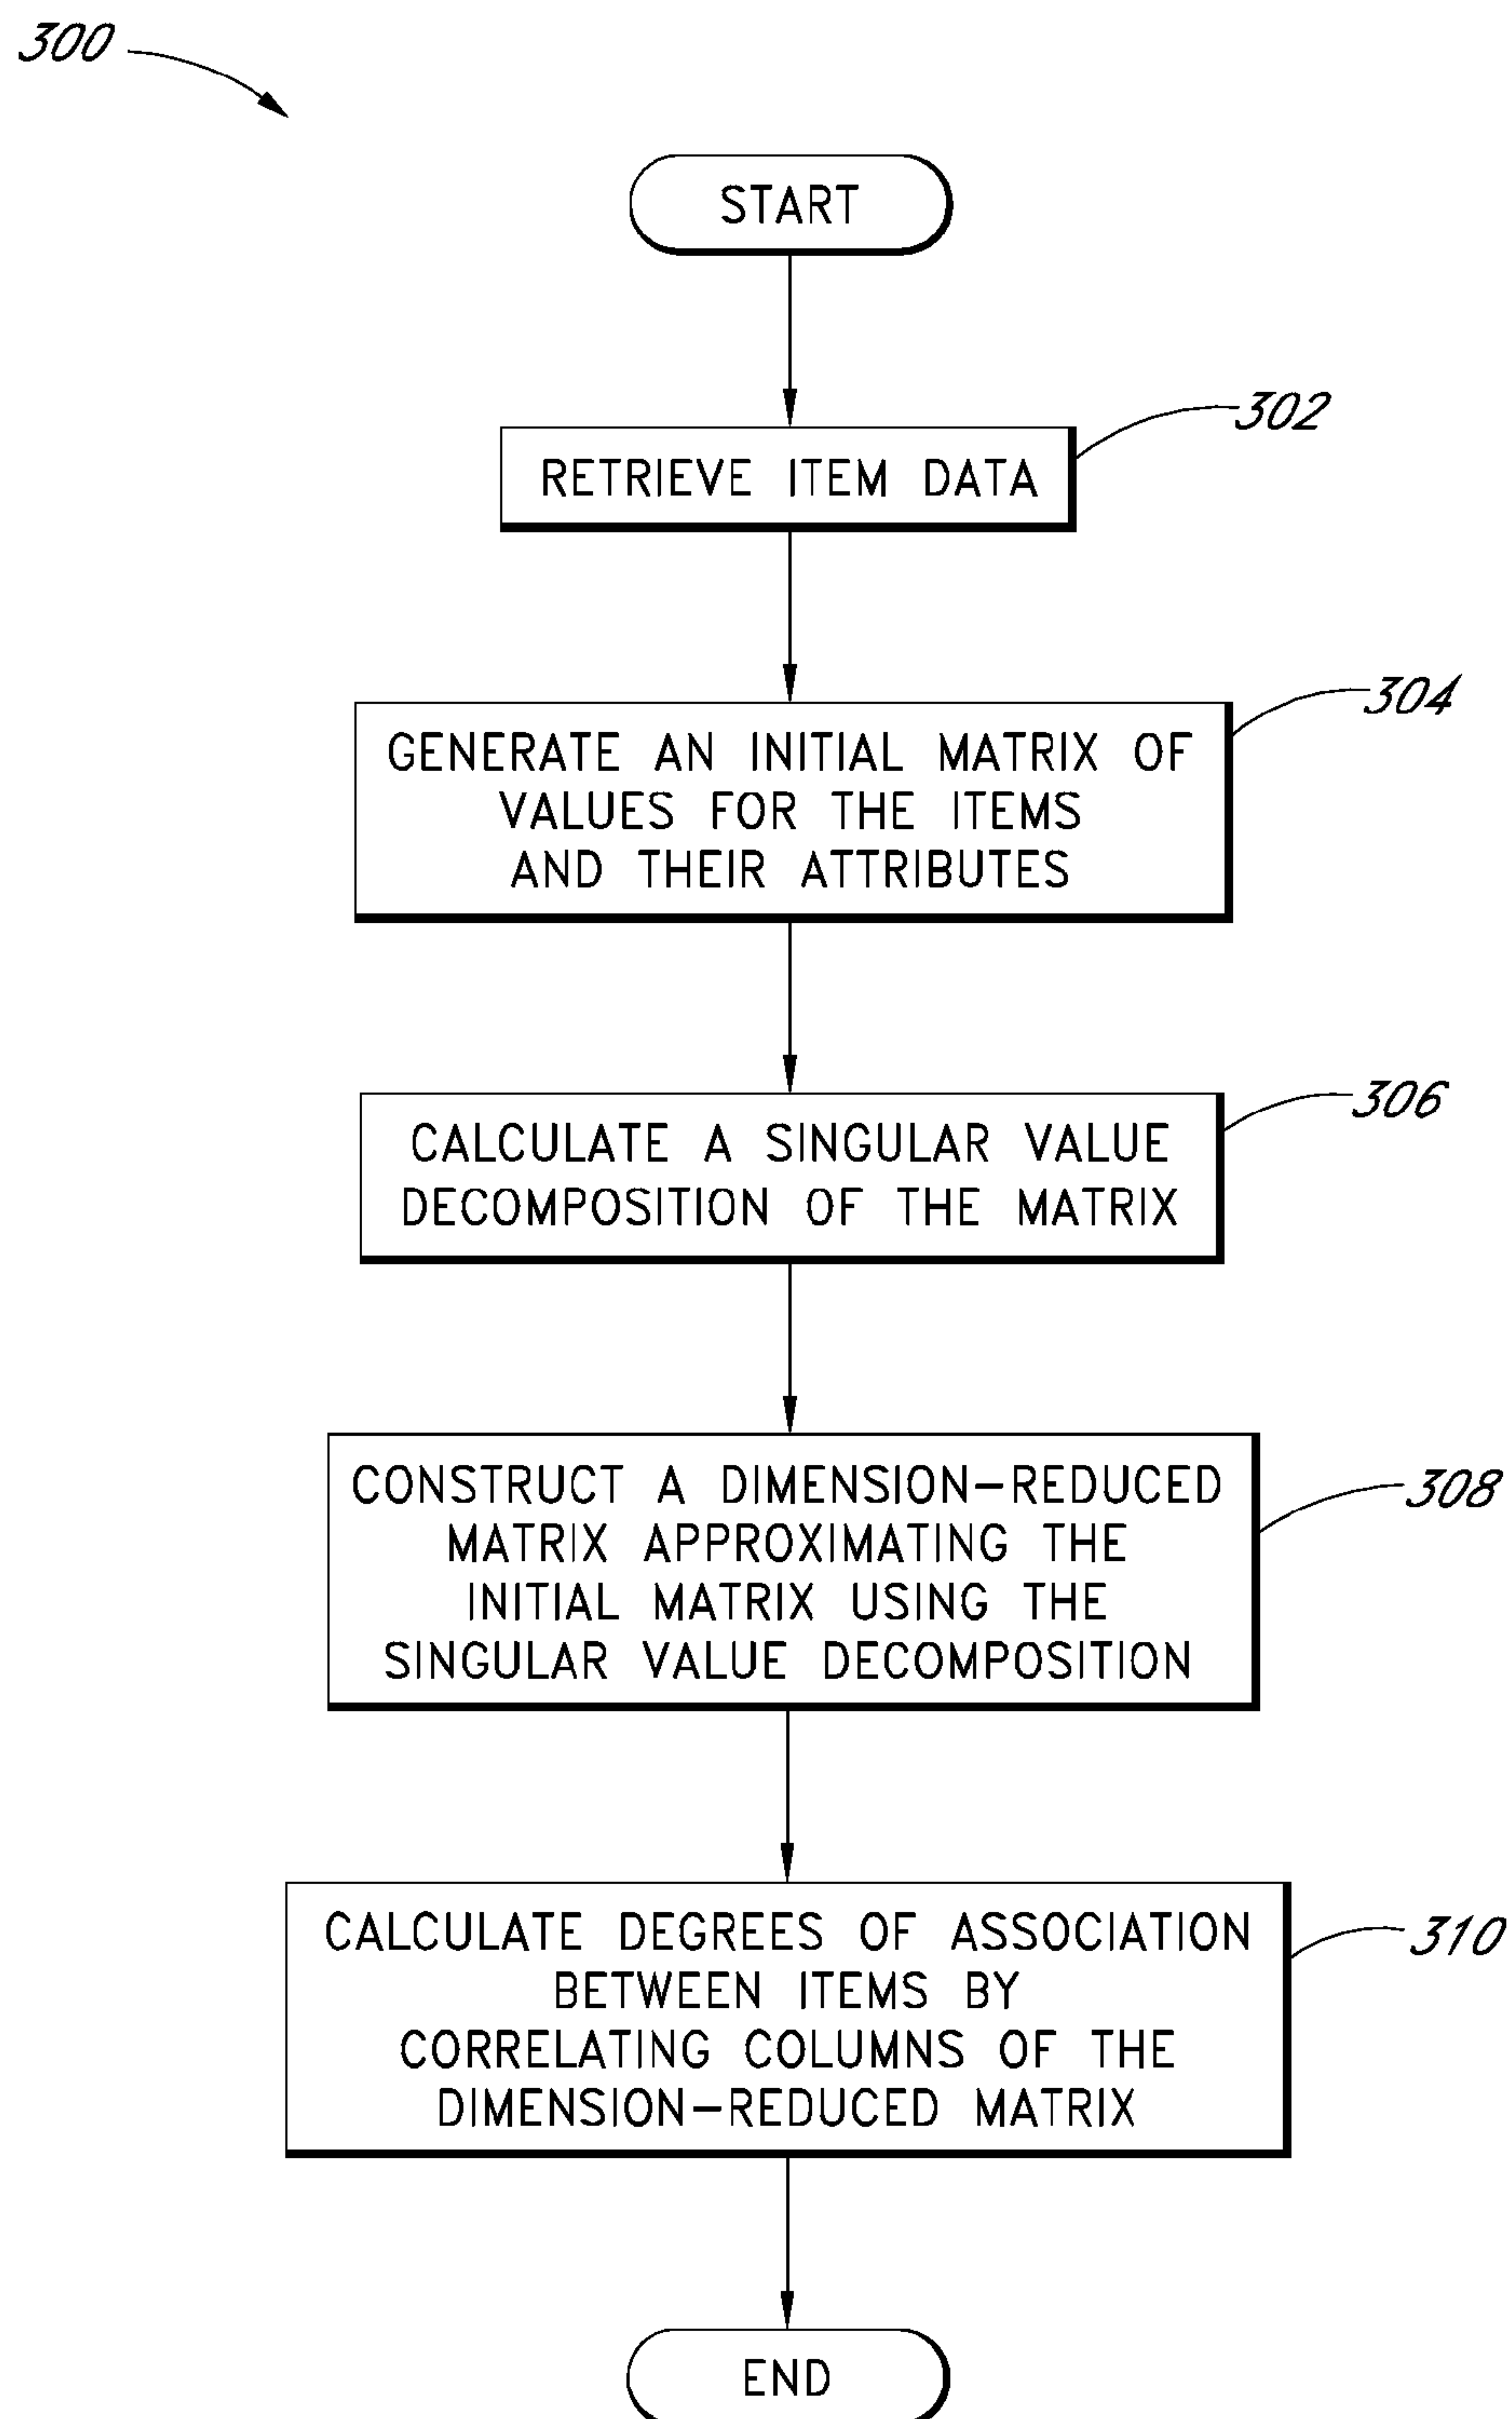 300
START
302
RETRIEVE ITEM DATA
304
GENERATE AN INITIAL MATRIX OF
VALUES FOR THE ITEMS
AND THEIR ATTRIBUTES
306
CALCULATE A SINGULAR VALUE
DECOMPOSITION OF THE MATRIX
308
CONSTRUCT A DIMENSION-REDUCED
MATRIX APPROXIMATING THE
INITIAL MATRIX USING THE
SINGULAR VALUE DECOMPOSITION
310
CALCULATE DEGREES OF ASSOCIATION
BETWEEN ITEMS BY
CORRELATING COLUMNS OF THE
DIMENSION-REDUCED MATRIX
END